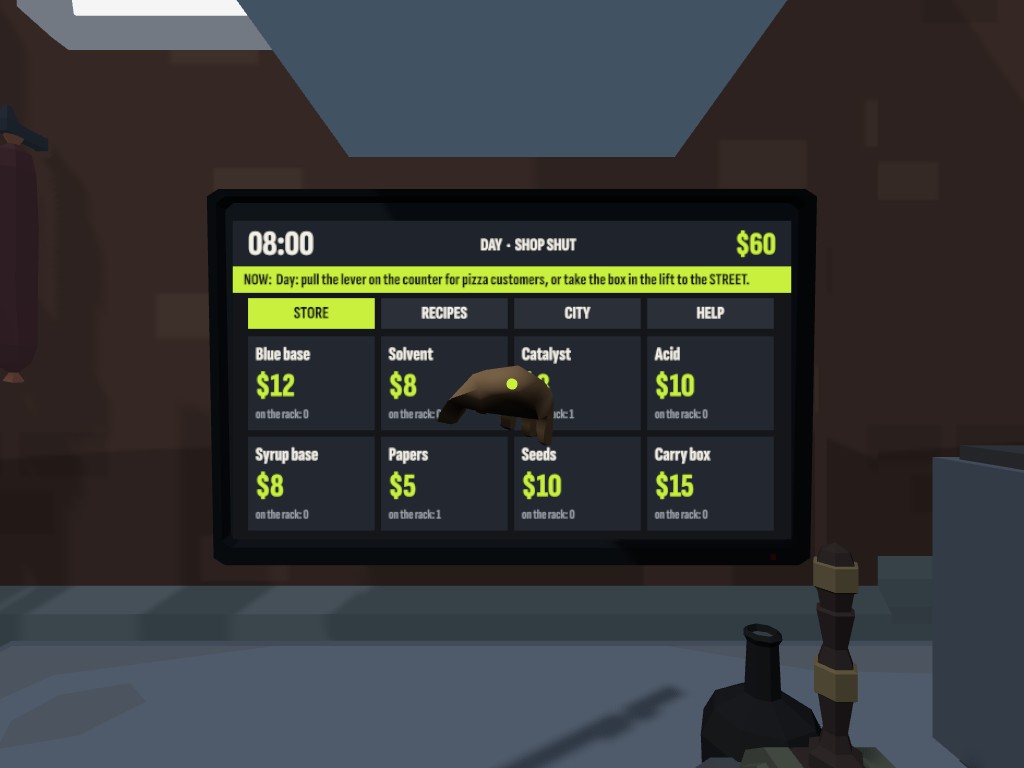 08:00 DAY · SHOP SHUT $60
NOW: Day: pull the lever on the counter for pizza customers, or take the box in the lift to the STREET.
STORE RECIPES CITY HELP
Blue base Solvent Catalyst Acid
$12 $8 $10
on the rack: 0 on the rack: rack: 1 on the rack: 0
Syrup base Papers Seeds Carry box
$8 $5 $10 $15
on the rack: 0 on the rack: 1 on the rack: 0 on the rack: 0